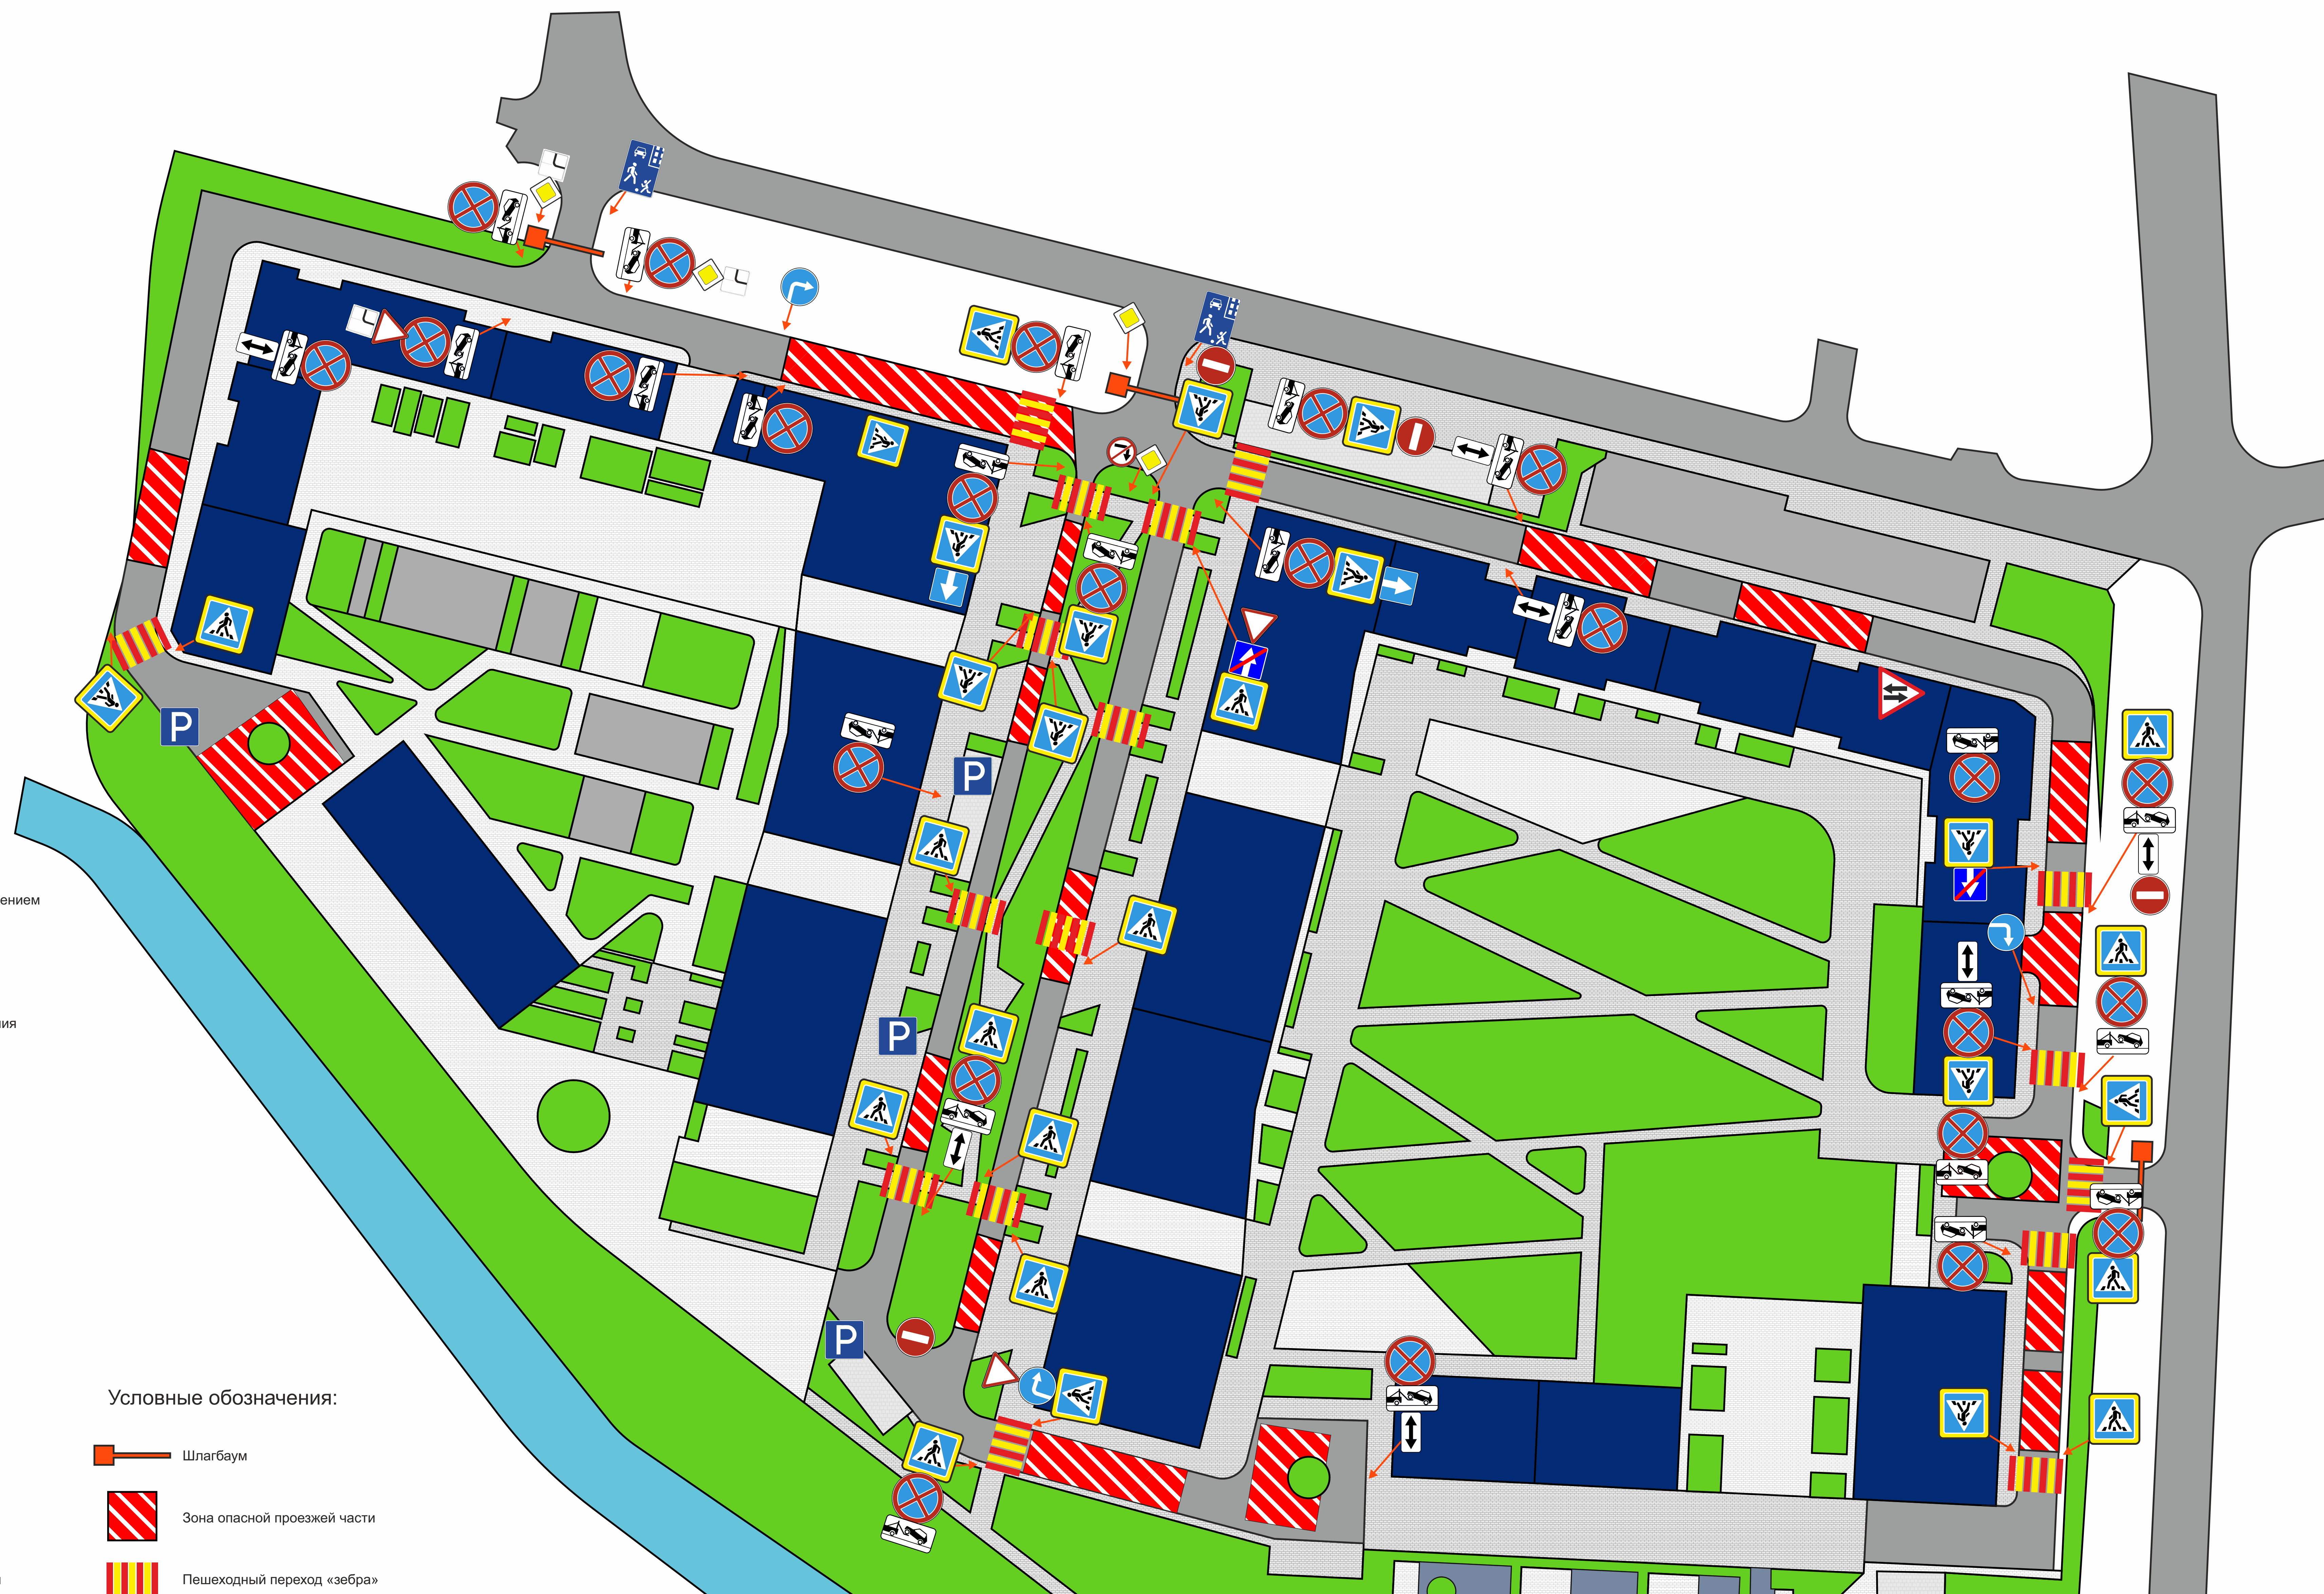 P
P
P
P
ением
ия
Условные обозначения:
Шлагбаум
Зона опасной проезжей части
Пешеходный переход «зебра»